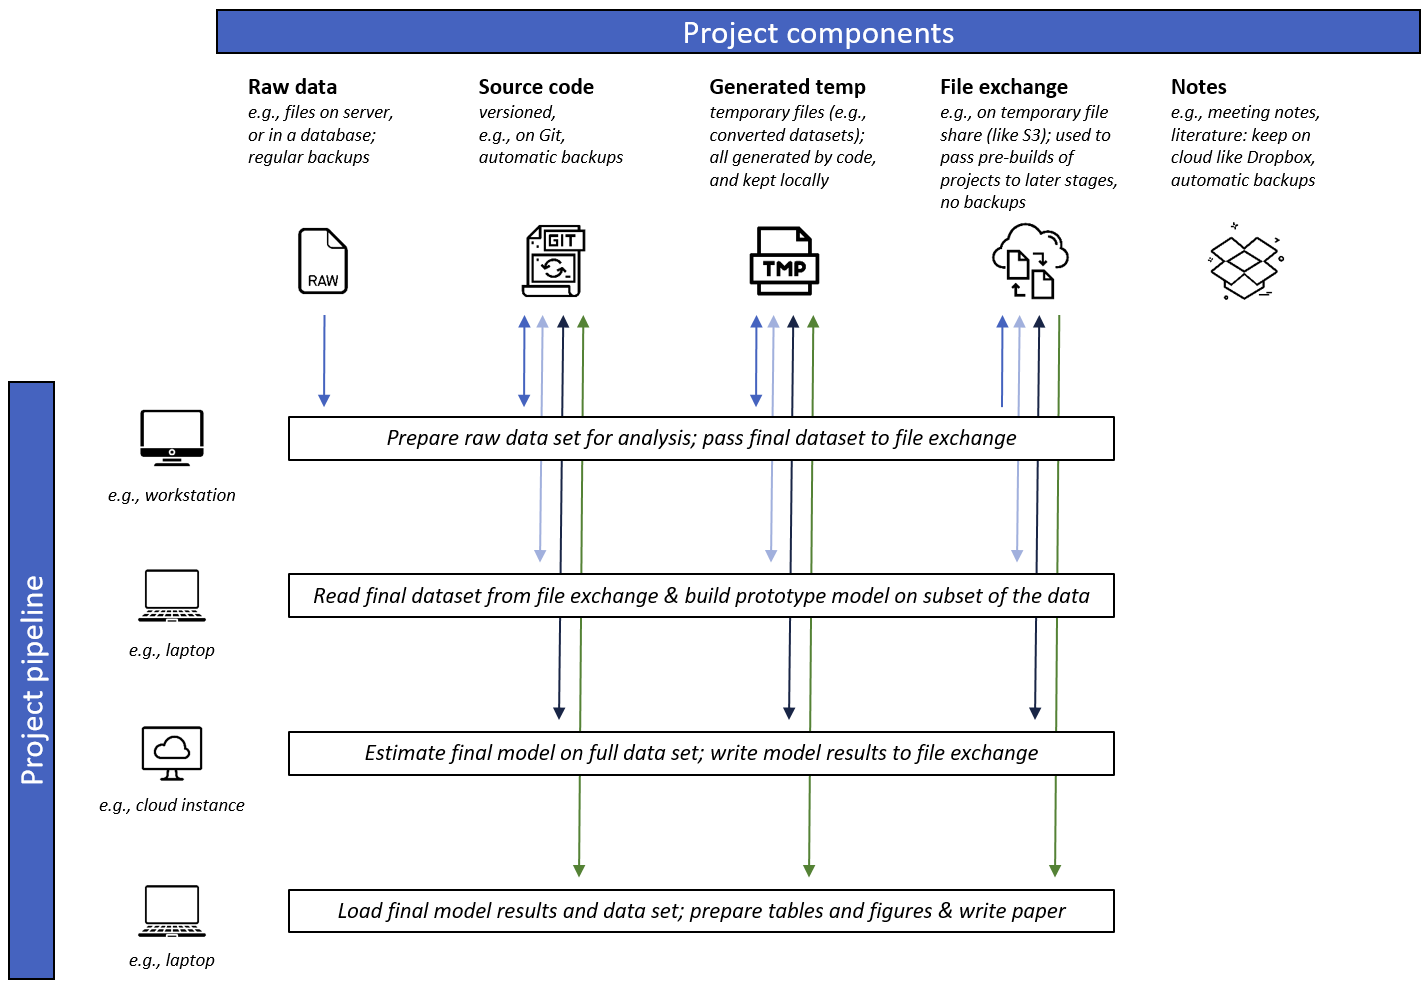 Project components
Raw data
e.g., files on server,
or in a database;
regular backups
Source code
versioned,
e.g., on Git,
automatic backups
Generated temp
temporary files (e.g.,
converted datasets);
all generated by code,
and kept locally
File exchange
e.g., on temporary file
share (like S3); used to
pass pre-builds of
projects to later stages,
no backups
Notes
e.g., meeting notes,
literature: keep on
cloud like Dropbox,
automatic backups
RAW
GIT
TMP
Project pipeline
Prepare raw data set for analysis; pass final dataset to file exchange
e.g., workstation
Read final dataset from file exchange & build prototype model on subset of the data
e.g., laptop
Estimate final model on full data set; write model results to file exchange
e.g., cloud instance
Load final model results and data set; prepare tables and figures & write paper
e.g., laptop